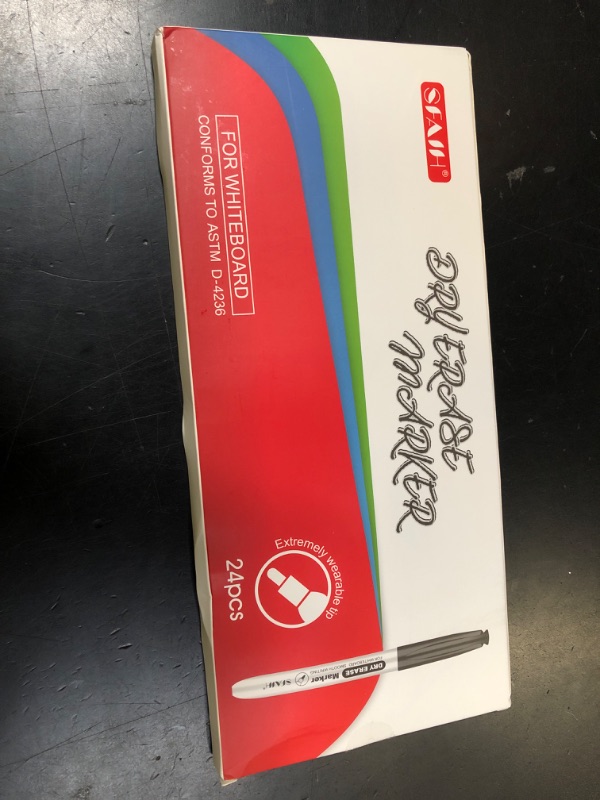 SFAIH®
DRY ERASE
MARKER
FOR WHITEBOARD
CONFORMS TO ASTM D-4236
Extremely wearable tip
24pcs
DRY ERASE Marker SFAIH